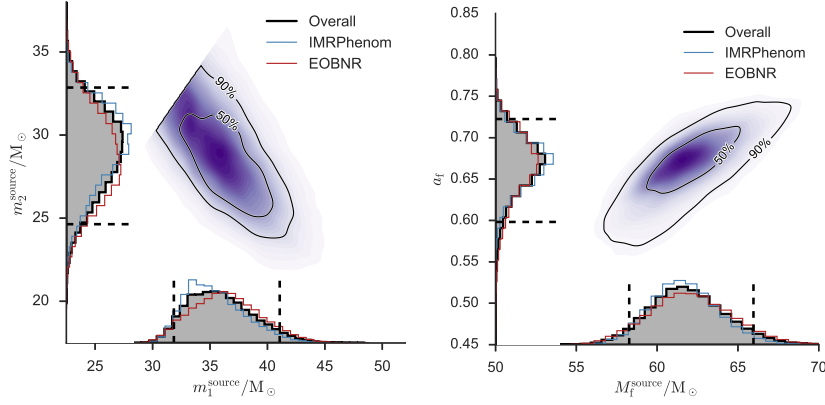 Overall
IMRPhenom
EOBNR
90%
50%
35
30
25
20
m₂^source/M⊙
25 30 35 40 45 50
m₁^source/M⊙
Overall
IMRPhenom
EOBNR
50%
90%
0.85
0.80
0.75
0.70
0.65
0.60
0.55
0.50
0.45
a_f
50 55 60 65 70
M_f^source/M⊙